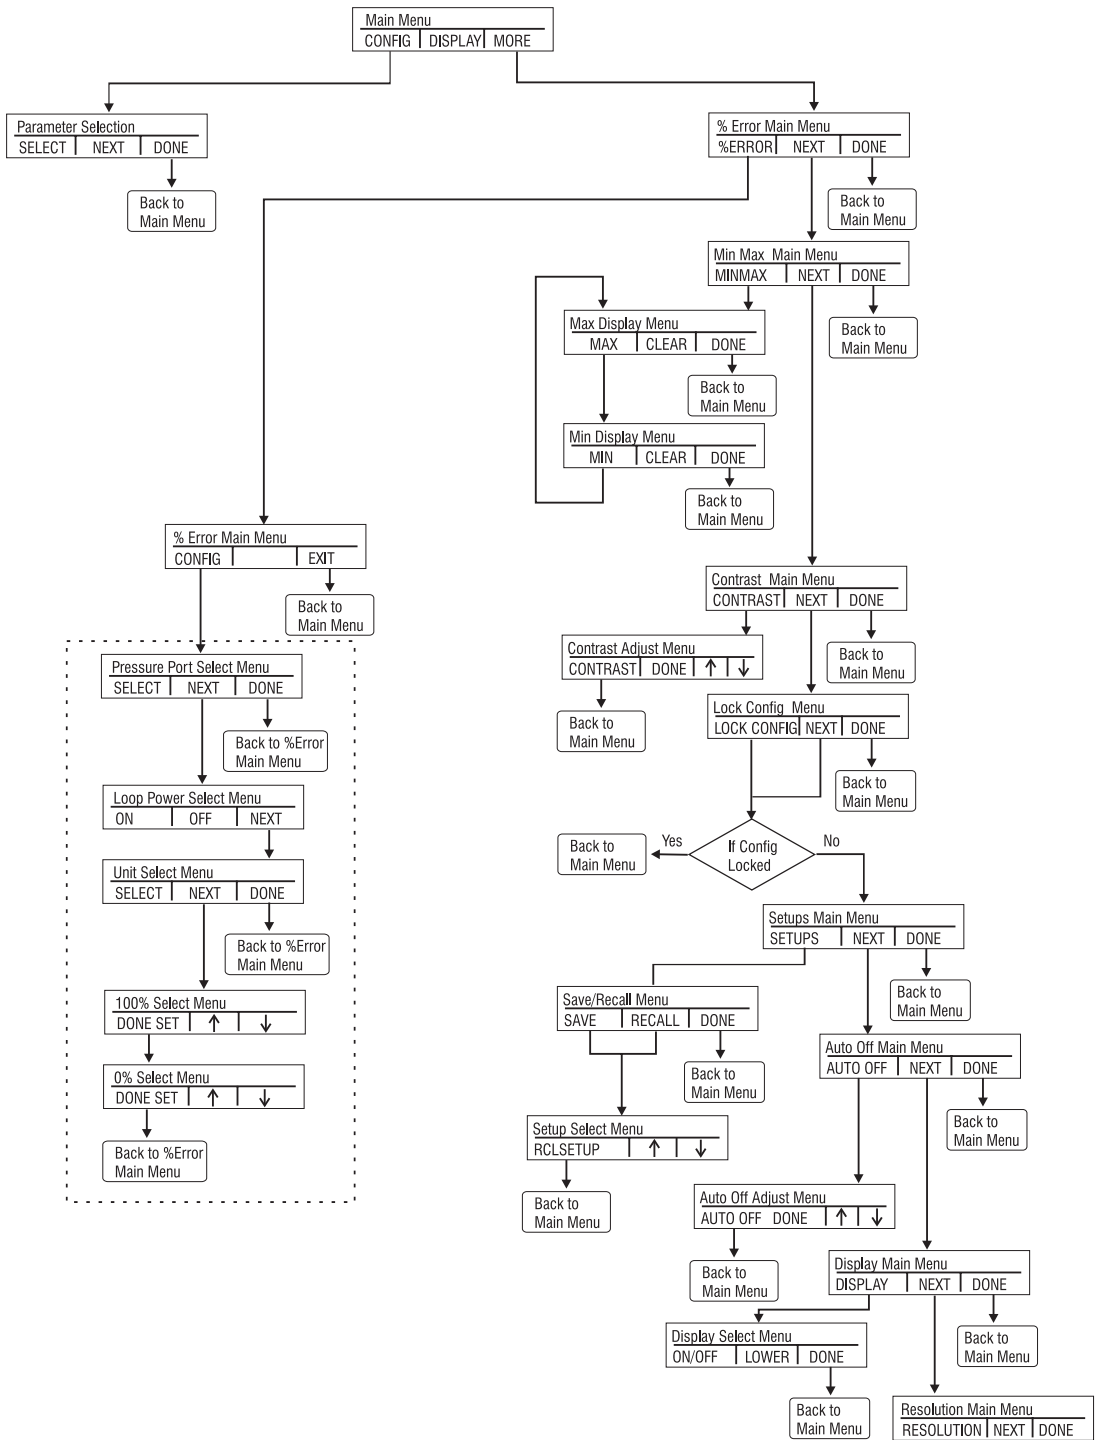 Main Menu
CONFIG DISPLAY MORE
Parameter Selection
SELECT NEXT DONE
Back to
Main Menu
% Error Main Menu
%ERROR NEXT DONE
Back to
Main Menu
Min Max Main Menu
MINMAX NEXT DONE
Back to
Main Menu
Max Display Menu
MAX CLEAR DONE
Back to
Main Menu
Min Display Menu
MIN CLEAR DONE
Back to
Main Menu
% Error Main Menu
CONFIG EXIT
Back to
Main Menu
Pressure Port Select Menu
SELECT NEXT DONE
Back to %Error
Main Menu
Loop Power Select Menu
ON OFF NEXT
Unit Select Menu
SELECT NEXT DONE
Back to %Error
Main Menu
100% Select Menu
DONE SET ↑ ↓
0% Select Menu
DONE SET ↑ ↓
Back to %Error
Main Menu
Contrast Main Menu
CONTRAST NEXT DONE
Back to
Main Menu
Contrast Adjust Menu
CONTRAST DONE ↑ ↓
Back to
Main Menu
Lock Config Menu
LOCK CONFIG NEXT DONE
Back to
Main Menu
If Config
Locked
Yes
No
Back to
Main Menu
Setups Main Menu
SETUPS NEXT DONE
Back to
Main Menu
Save/Recall Menu
SAVE RECALL DONE
Back to
Main Menu
Setup Select Menu
RCLSETUP ↑ ↓
Back to
Main Menu
Auto Off Main Menu
AUTO OFF NEXT DONE
Back to
Main Menu
Auto Off Adjust Menu
AUTO OFF DONE ↑ ↓
Back to
Main Menu
Display Main Menu
DISPLAY NEXT DONE
Back to
Main Menu
Display Select Menu
ON/OFF LOWER DONE
Back to
Main Menu
Resolution Main Menu
RESOLUTION NEXT DONE